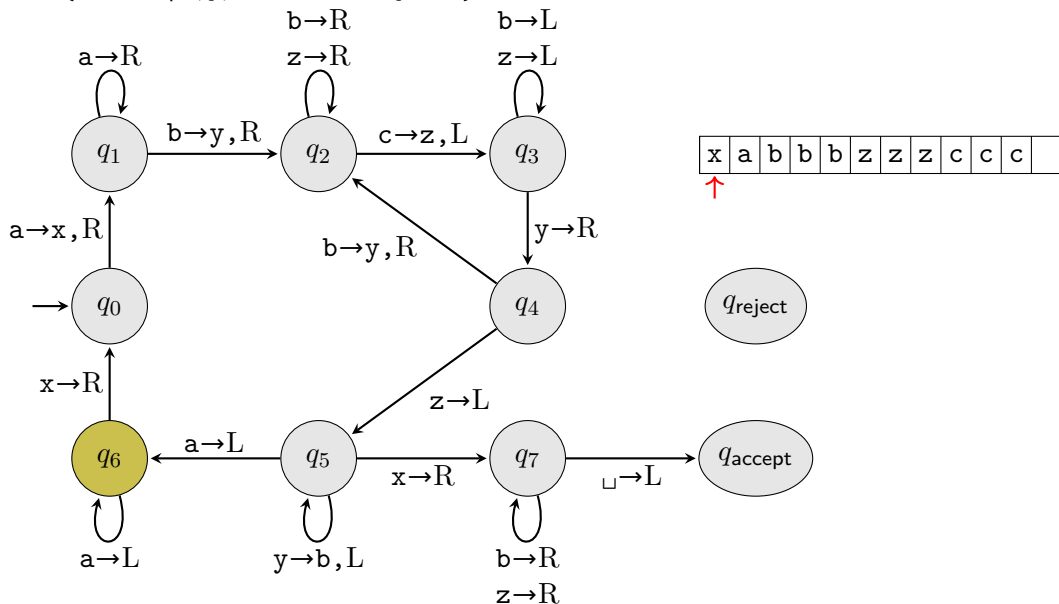 b→R b→L
a→R z→R z→L
q1 b→y,R q2 c→z,L q3 x a b b b z z z c c c
↑
a→x,R b→y,R y→R
q0 q4 qreject
x→R z→L
q6 a→L q5 x→R q7 ␣→L qaccept
a→L y→b,L b→R
z→R